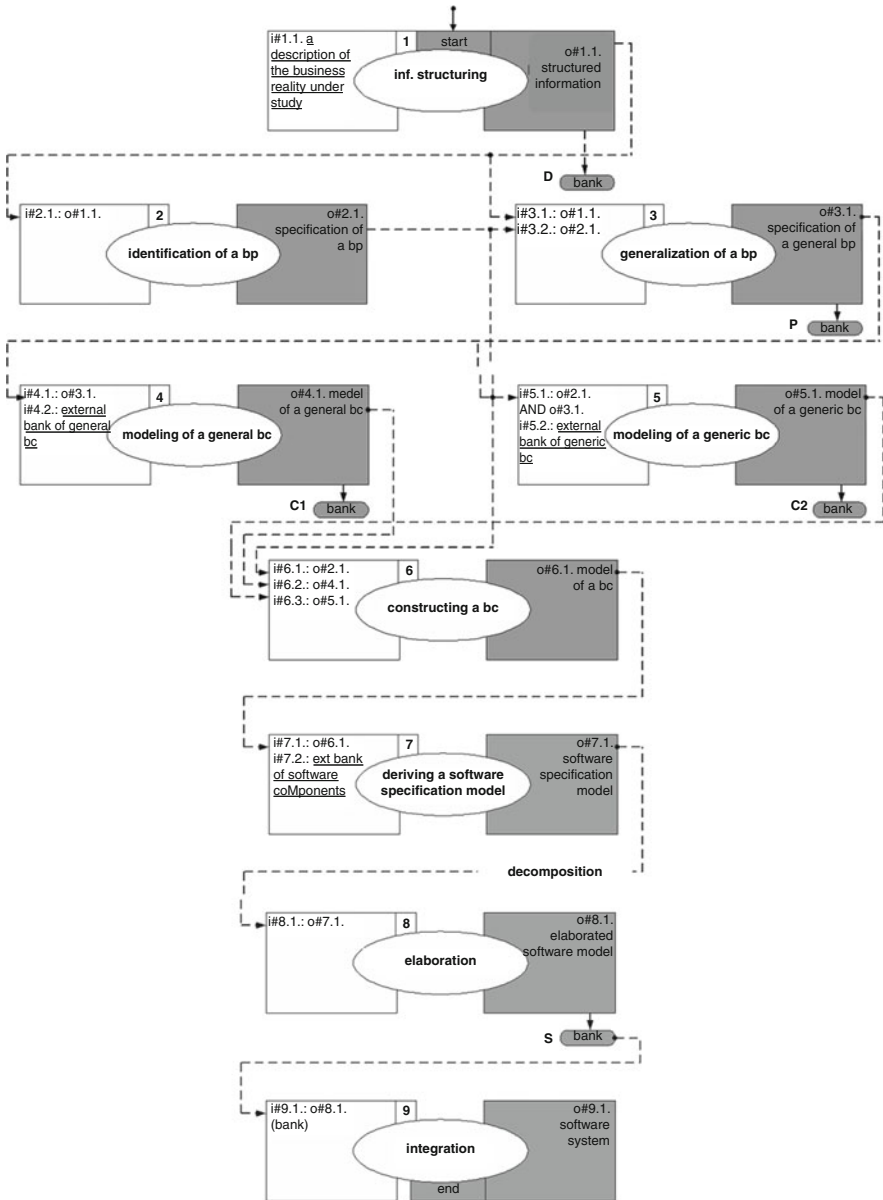 i#1.1. a
description of
the business
reality under
study
1
start
inf. structuring
o#1.1.
structured
information
D
bank
i#2.1.: o#1.1.
2
identification of a bp
o#2.1.
specification of
a bp
i#3.1.: o#1.1.
i#3.2.: o#2.1.
3
generalization of a bp
o#3.1.
specification of
a general bp
P
bank
i#4.1.: o#3.1.
i#4.2.: external
bank of general
bc
4
modeling of a general bc
o#4.1. medel
of a general bc
C1
bank
i#5.1.: o#2.1.
AND o#3.1.
i#5.2.: external
bank of generic
bc
5
modeling of a generic bc
o#5.1. model
of a generic bc
C2
bank
i#6.1.: o#2.1.
i#6.2.: o#4.1.
i#6.3.: o#5.1.
6
constructing a bc
o#6.1. model
of a bc
i#7.1.: o#6.1.
i#7.2.: ext bank
of software
coMponents
7
deriving a software
specification model
o#7.1.
software
specification
model
decomposition
i#8.1.: o#7.1.
8
elaboration
o#8.1.
elaborated
software model
S
bank
i#9.1.: o#8.1.
(bank)
9
integration
o#9.1.
software
system
end